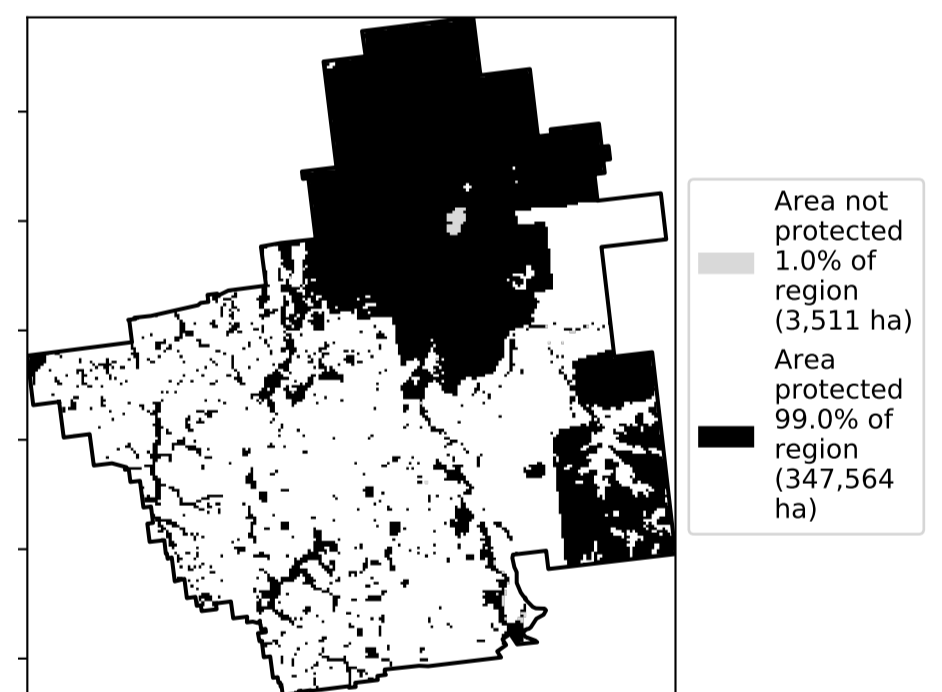 Area not
protected
1.0% of
region
(3,511 ha)
Area
protected
99.0% of
region
(347,564
ha)